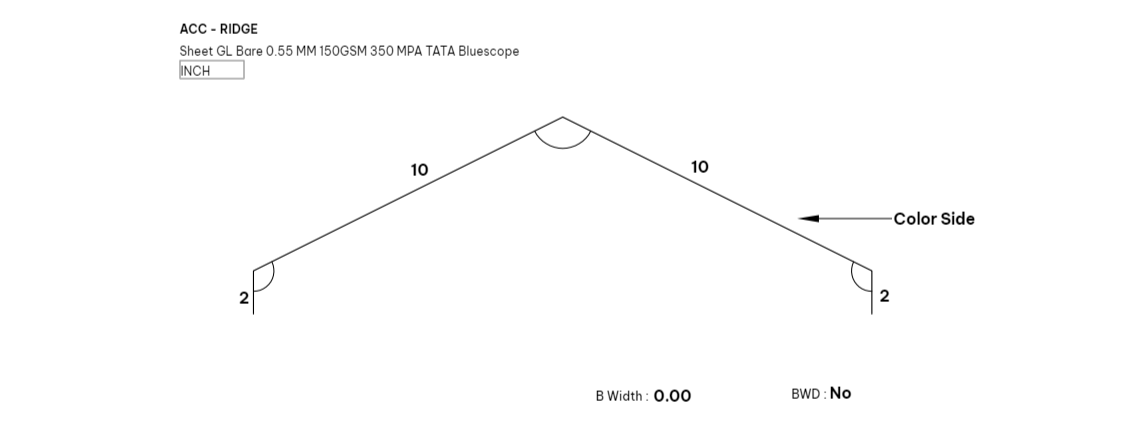 ACC - RIDGE
Sheet GL Bare 0.55 MM 150GSM 350 MPA TATA Bluescope
INCH
10
10
Color Side
2
2
B Width : 0.00
BWD : No